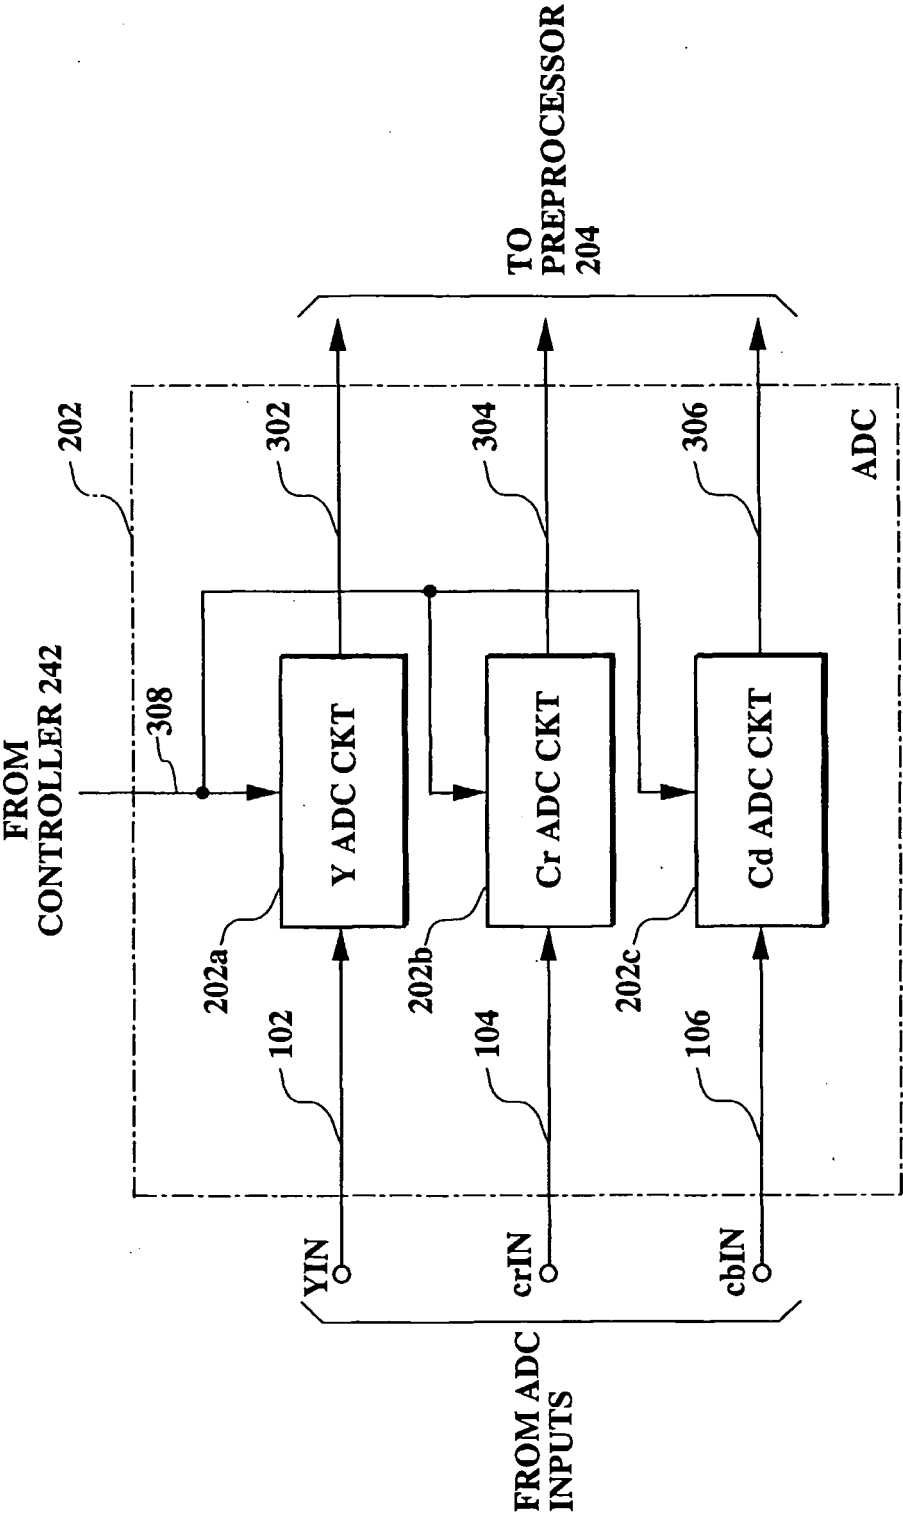 FROM
CONTROLLER 242
308
202
202a
Y ADC CKT
102
302
YIN
202b
Cr ADC CKT
104
304
crIN
202c
Cd ADC CKT
106
306
cbIN
ADC
FROM ADC
INPUTS
TO
PREPROCESSOR
204